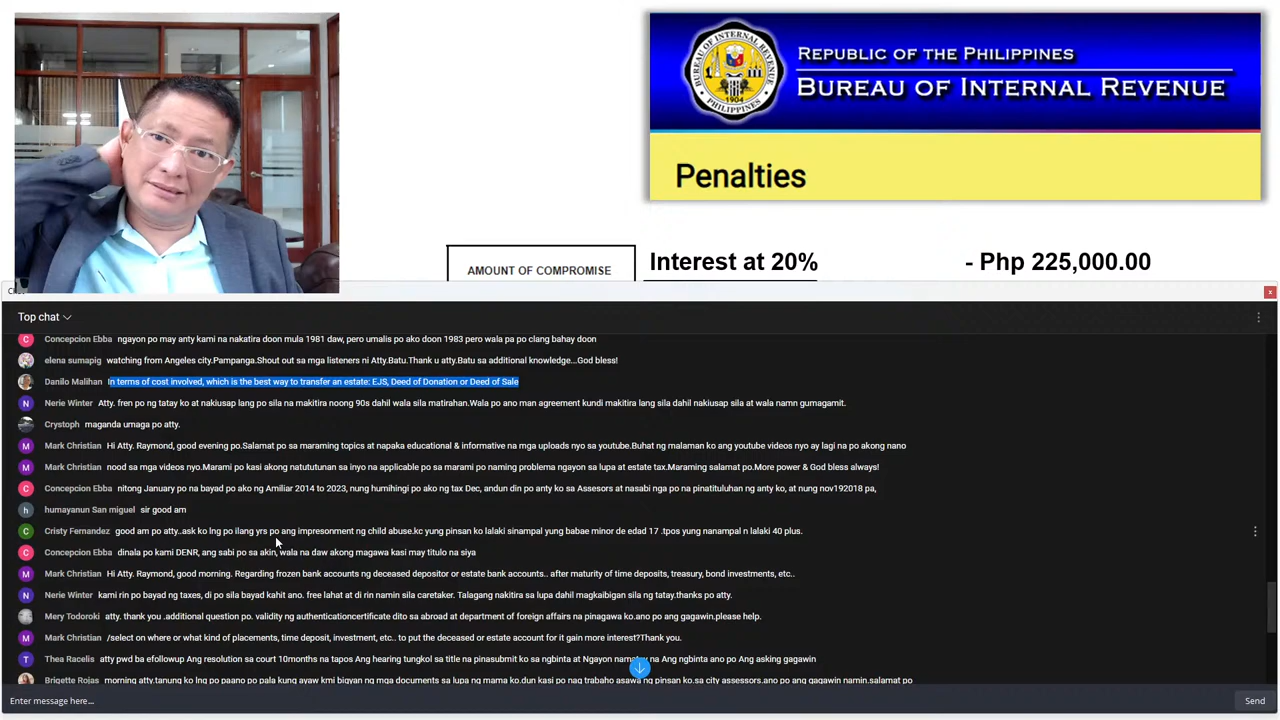 REPUBLIC OF THE PHILIPPINES
BUREAU OF INTERNAL REVENUE
BUREAU OF INTERNAL REVENUE
1904
PHILIPPINES
Penalties
AMOUNT OF COMPROMISE
Interest at 20% - Php 225,000.00
Top chat
Concepcion Ebba ngayon po may anty kami na nakatira doon mula 1981 daw, pero umalis po ako doon 1983 pero wala pa po clang bahay doon
elena sumapig watching from Angeles city.Pampanga.Shout out sa mga listeners ni Atty.Batu.Thank u atty.Batu sa additional knowledge...God bless!
Danilo Malihan In terms of cost involved, which is the best way to transfer an estate: EJS, Deed of Donation or Deed of Sale
N Nerie Winter Atty. fren po ng tatay ko at nakiusap lang po sila na makitira noong 90s dahil wala sila matirahan.Wala po ano man agreement kundi makitira lang sila dahil nakiusap sila at wala namn gumagamit.
Crystoph maganda umaga po atty.
M Mark Christian Hi Atty. Raymond, good evening po.Salamat po sa maraming topics at napaka educational & informative na mga uploads nyo sa youtube.Buhat ng malaman ko ang youtube videos nyo ay lagi na po akong nano
M Mark Christian nood sa mga videos nyo.Marami po kasi akong natututunan sa inyo na applicable po sa marami po naming problema ngayon sa lupa at estate tax.Maraming salamat po.More power & God bless always!
C Concepcion Ebba nitong January po na bayad po ako ng Amiliar 2014 to 2023, nung humihingi po ako ng tax Dec, andun din po anty ko sa Assesors at nasabi nga po na pinatituluhan ng anty ko, at nung nov192018 pa,
h humayanun San miguel sir good am
C Cristy Fernandez good am po atty..ask ko lng po ilang yrs po ang impresonment ng child abuse.kc yung pinsan ko lalaki sinampal yung babae minor de edad 17 .tpos yung nanampal n lalaki 40 plus.
C Concepcion Ebba dinala po kami DENR, ang sabi po sa akin, wala na daw akong magawa kasi may titulo na siya
M Mark Christian Hi Atty. Raymond, good morning. Regarding frozen bank accounts ng deceased depositor or estate bank accounts.. after maturity of time deposits, treasury, bond investments, etc..
N Nerie Winter kami rin po bayad ng taxes, di po sila bayad kahit ano. free lahat at di rin namin sila caretaker. Talagang nakitira sa lupa dahil magkaibigan sila ng tatay.thanks po atty.
M Mery Todoroki atty. thank you .additional question po. validity ng authenticationcertificate dito sa abroad at department of foreign affairs na pinagawa ko.ano po ang gagawin.please help.
M Mark Christian /select on where or what kind of placements, time deposit, investment, etc.. to put the deceased or estate account for it gain more interest?Thank you.
T Thea Racelis atty pwd ba efollowup Ang resolution sa court 10months na tapos Ang hearing tungkol sa title na pinasubmit ko sa ngbinta at Ngayon namatay na Ang ngbinta ano po Ang asking gagawin
Brigette Rojas morning atty.tanung ko lng po paano po pala kung ayaw kmi bigyan ng mga documents sa lupa ng mama ko.dun kasi po nag trabaho asawa ng pinsan ko.sa city assessors.ano po ang gagawin namin.salamat po
Enter message here...
Send